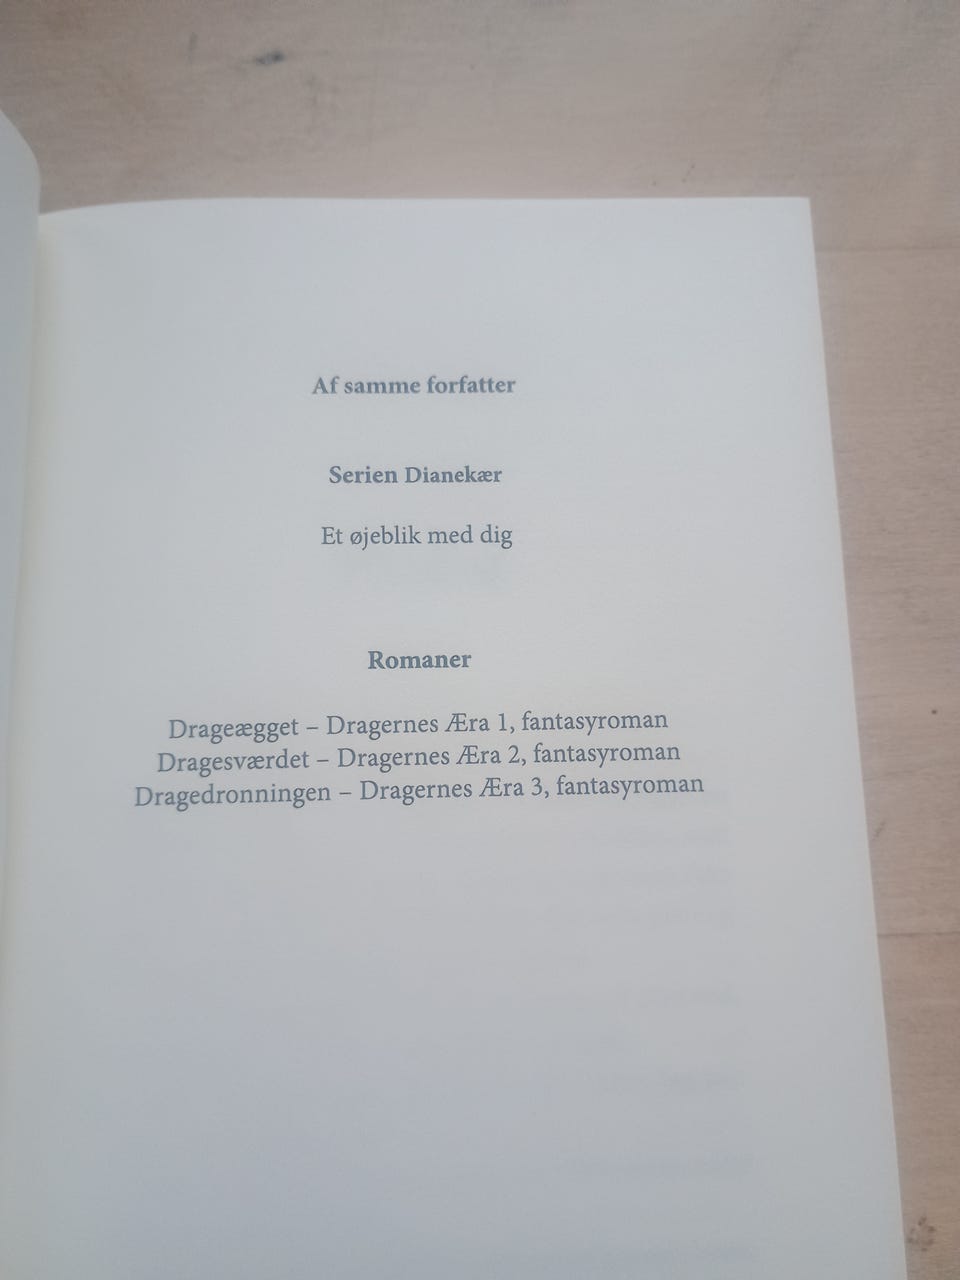 Af samme forfatter
Serien Dianekær
Et øjeblik med dig
Romaner
Drageægget – Dragernes Æra 1, fantasyroman
Dragesværdet – Dragernes Æra 2, fantasyroman
Dragedronningen – Dragernes Æra 3, fantasyroman